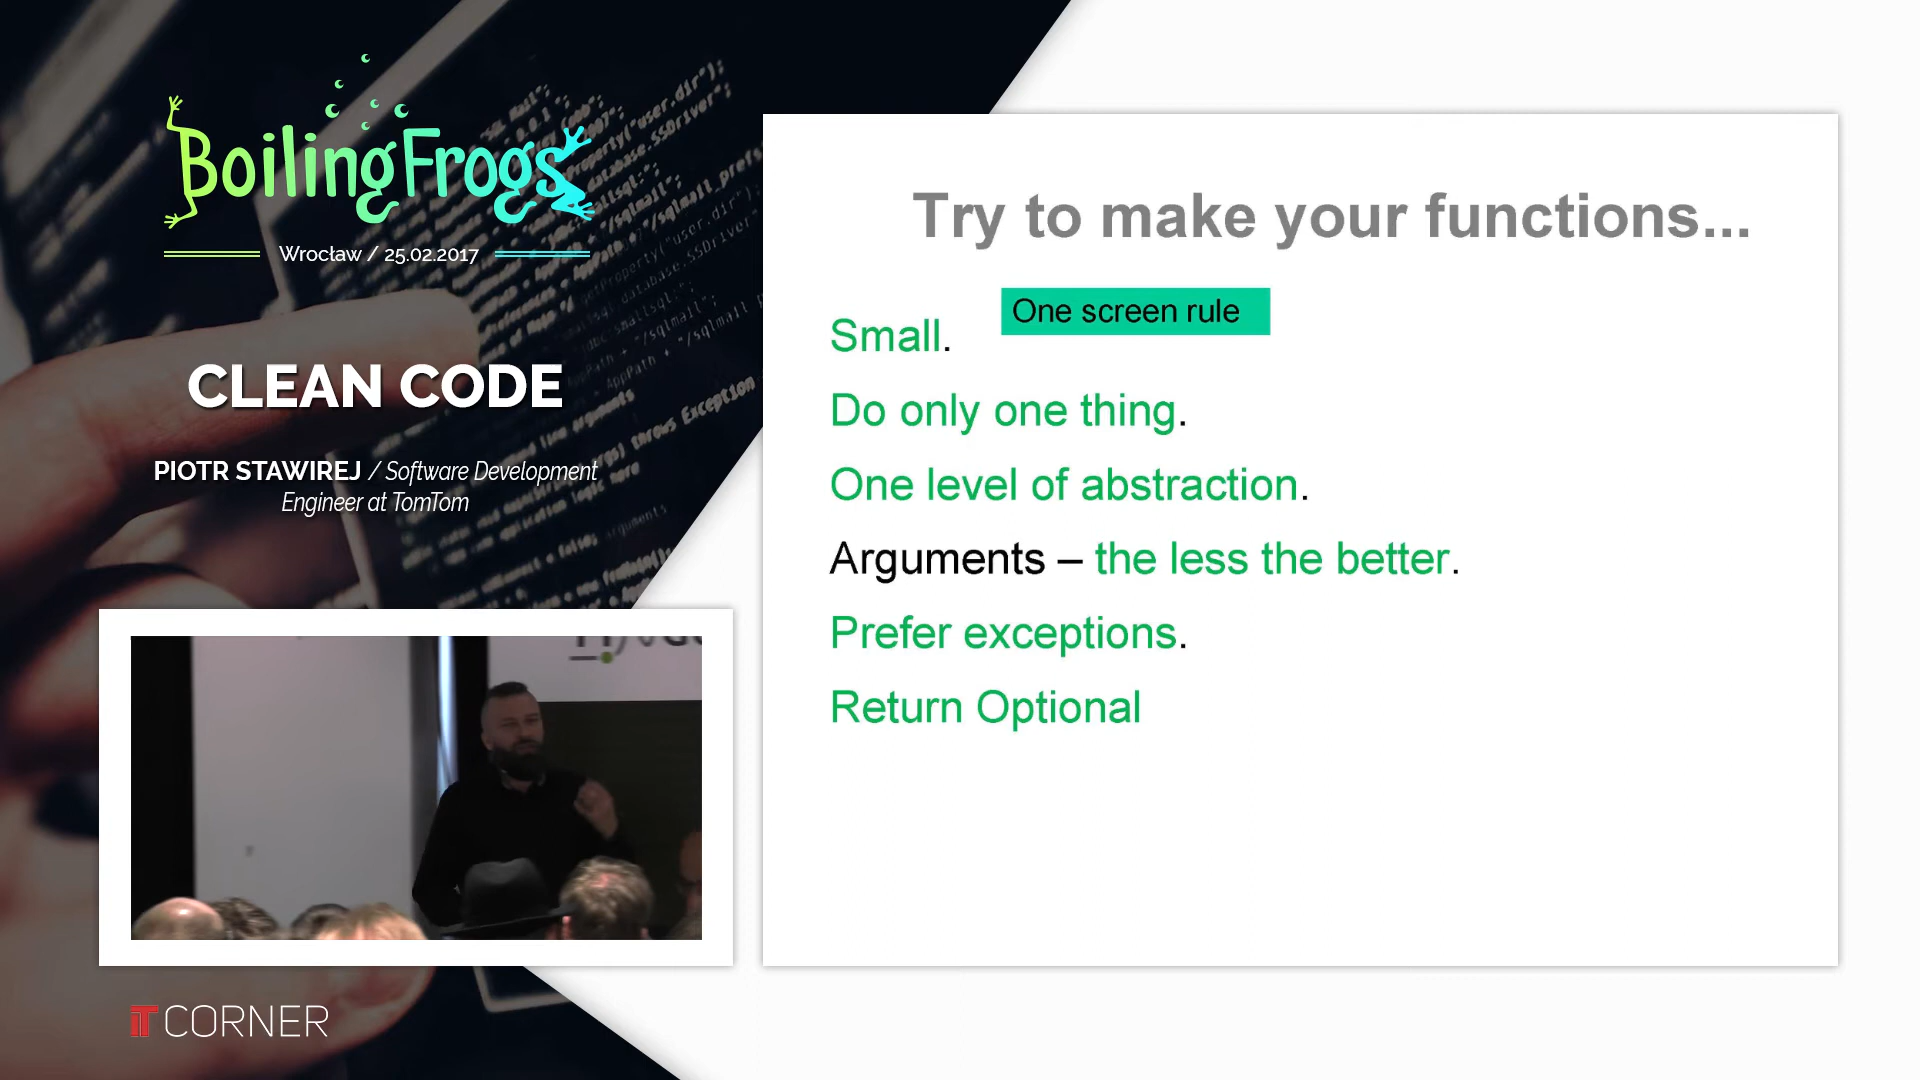 BoilingFrogs
Wrocław / 25.02.2017
CLEAN CODE
PIOTR STAWIREJ / Software Development
Engineer at TomTom
IT CORNER
Try to make your functions...
One screen rule
Small.
Do only one thing.
One level of abstraction.
Arguments – the less the better.
Prefer exceptions.
Return Optional